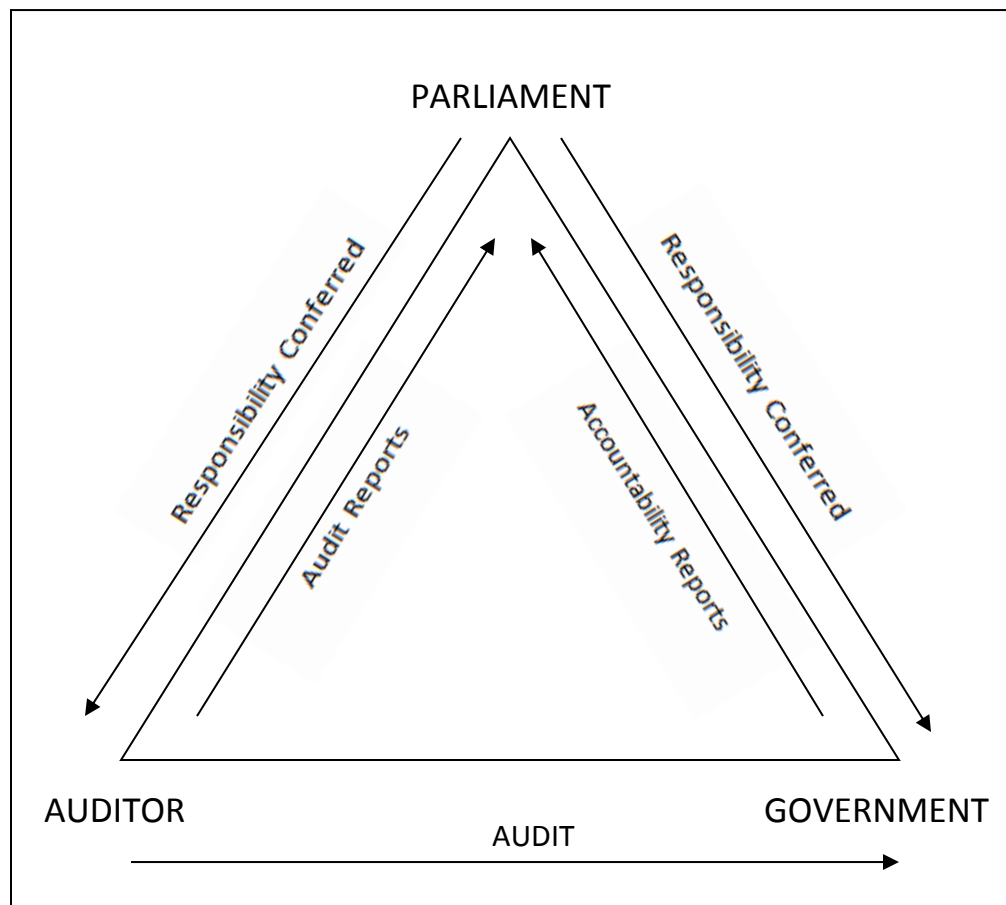 PARLIAMENT
Responsibility Conferred
Audit Reports
Accountability Reports
Responsibility Conferred
AUDITOR
GOVERNMENT
AUDIT